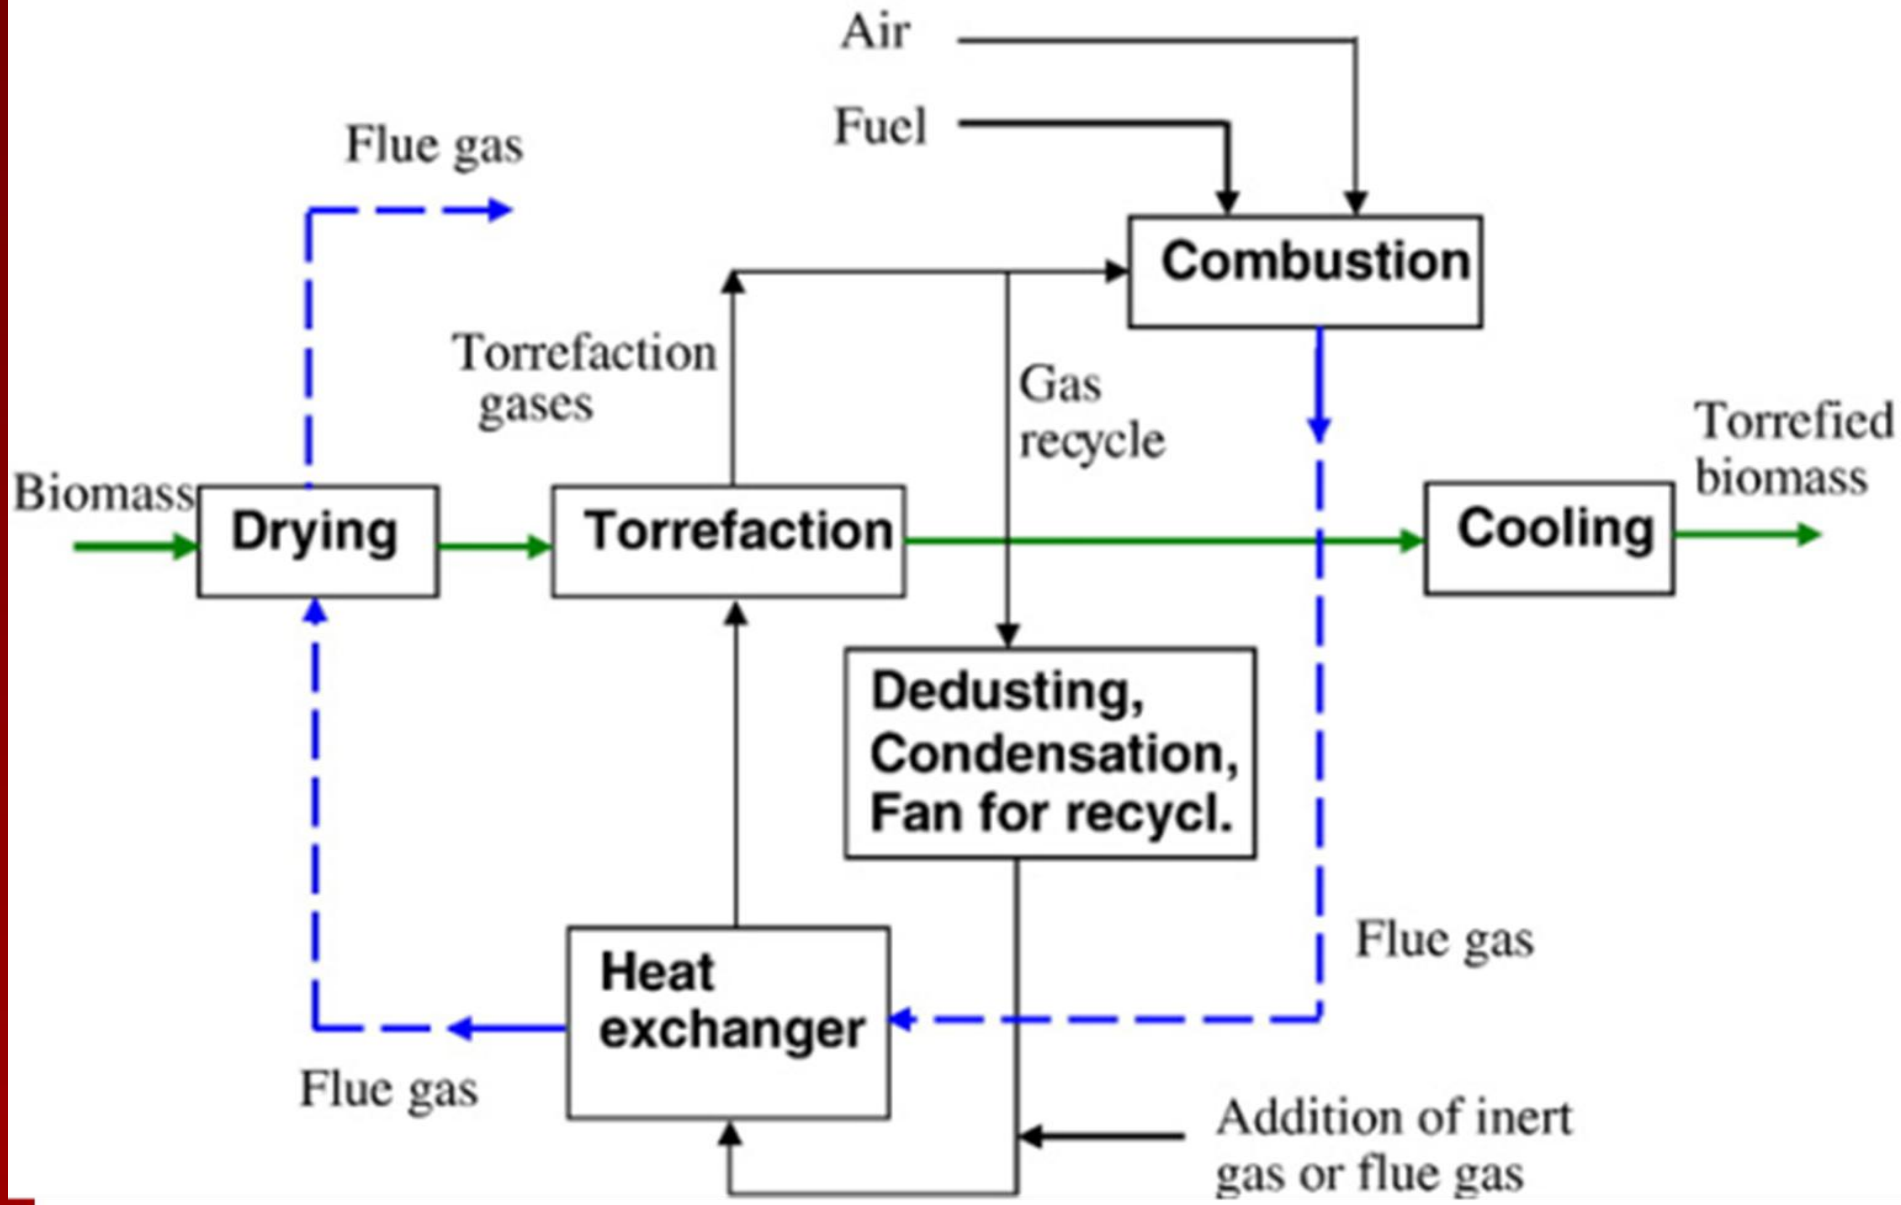 Air
Fuel
Flue gas
Combustion
Torrefaction
gases
Gas
recycle
Torrefied
biomass
Biomass
Drying
Torrefaction
Cooling
Dedusting,
Condensation,
Fan for recycl.
Heat
exchanger
Flue gas
Flue gas
Addition of inert
gas or flue gas